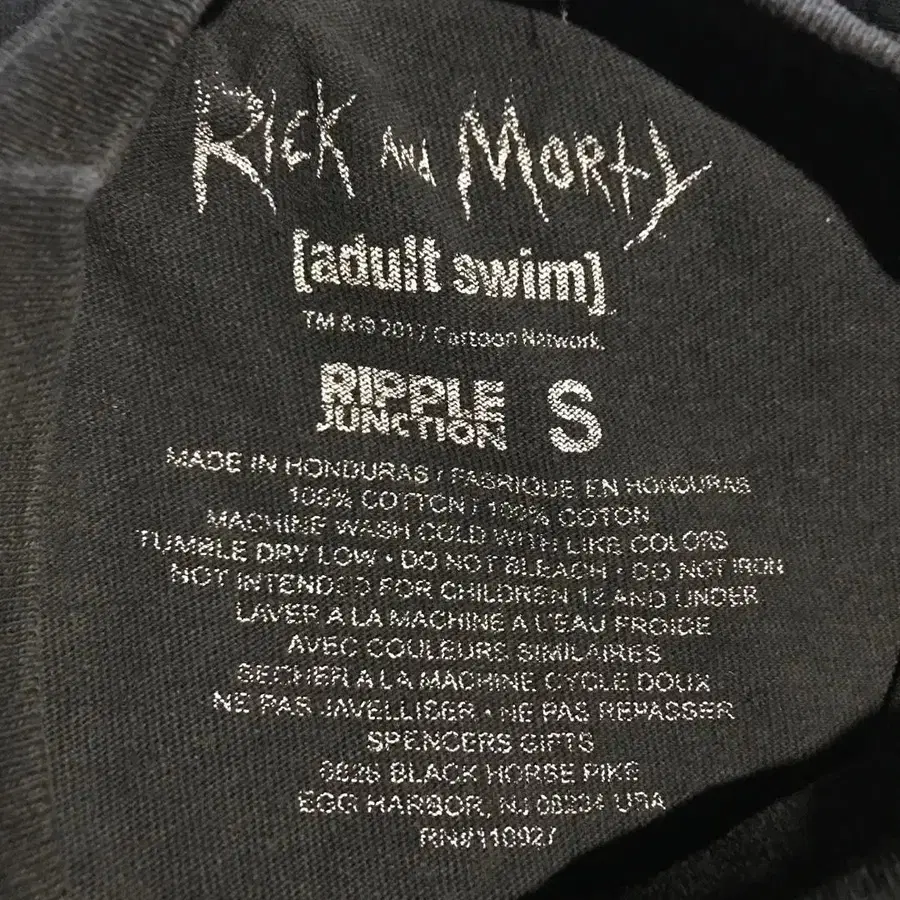 RICK AND MORTY
[adult swim]
TM & © 2017 Cartoon Network.
RIPPLE JUNCTION S
MADE IN HONDURAS / FABRIQUE EN HONDURAS
100% COTTON / 100% COTON
MACHINE WASH COLD WITH LIKE COLORS
TUMBLE DRY LOW • DO NOT BLEACH • DO NOT IRON
NOT INTENDED FOR CHILDREN 12 AND UNDER
LAVER A LA MACHINE A L'EAU FROIDE
AVEC COULEURS SIMILAIRES
SECHER A LA MACHINE CYCLE DOUX
NE PAS JAVELLISER • NE PAS REPASSER
SPENCERS GIFTS
6826 BLACK HORSE PIKE
EGG HARBOR, NJ 08234 USA
RN#110927